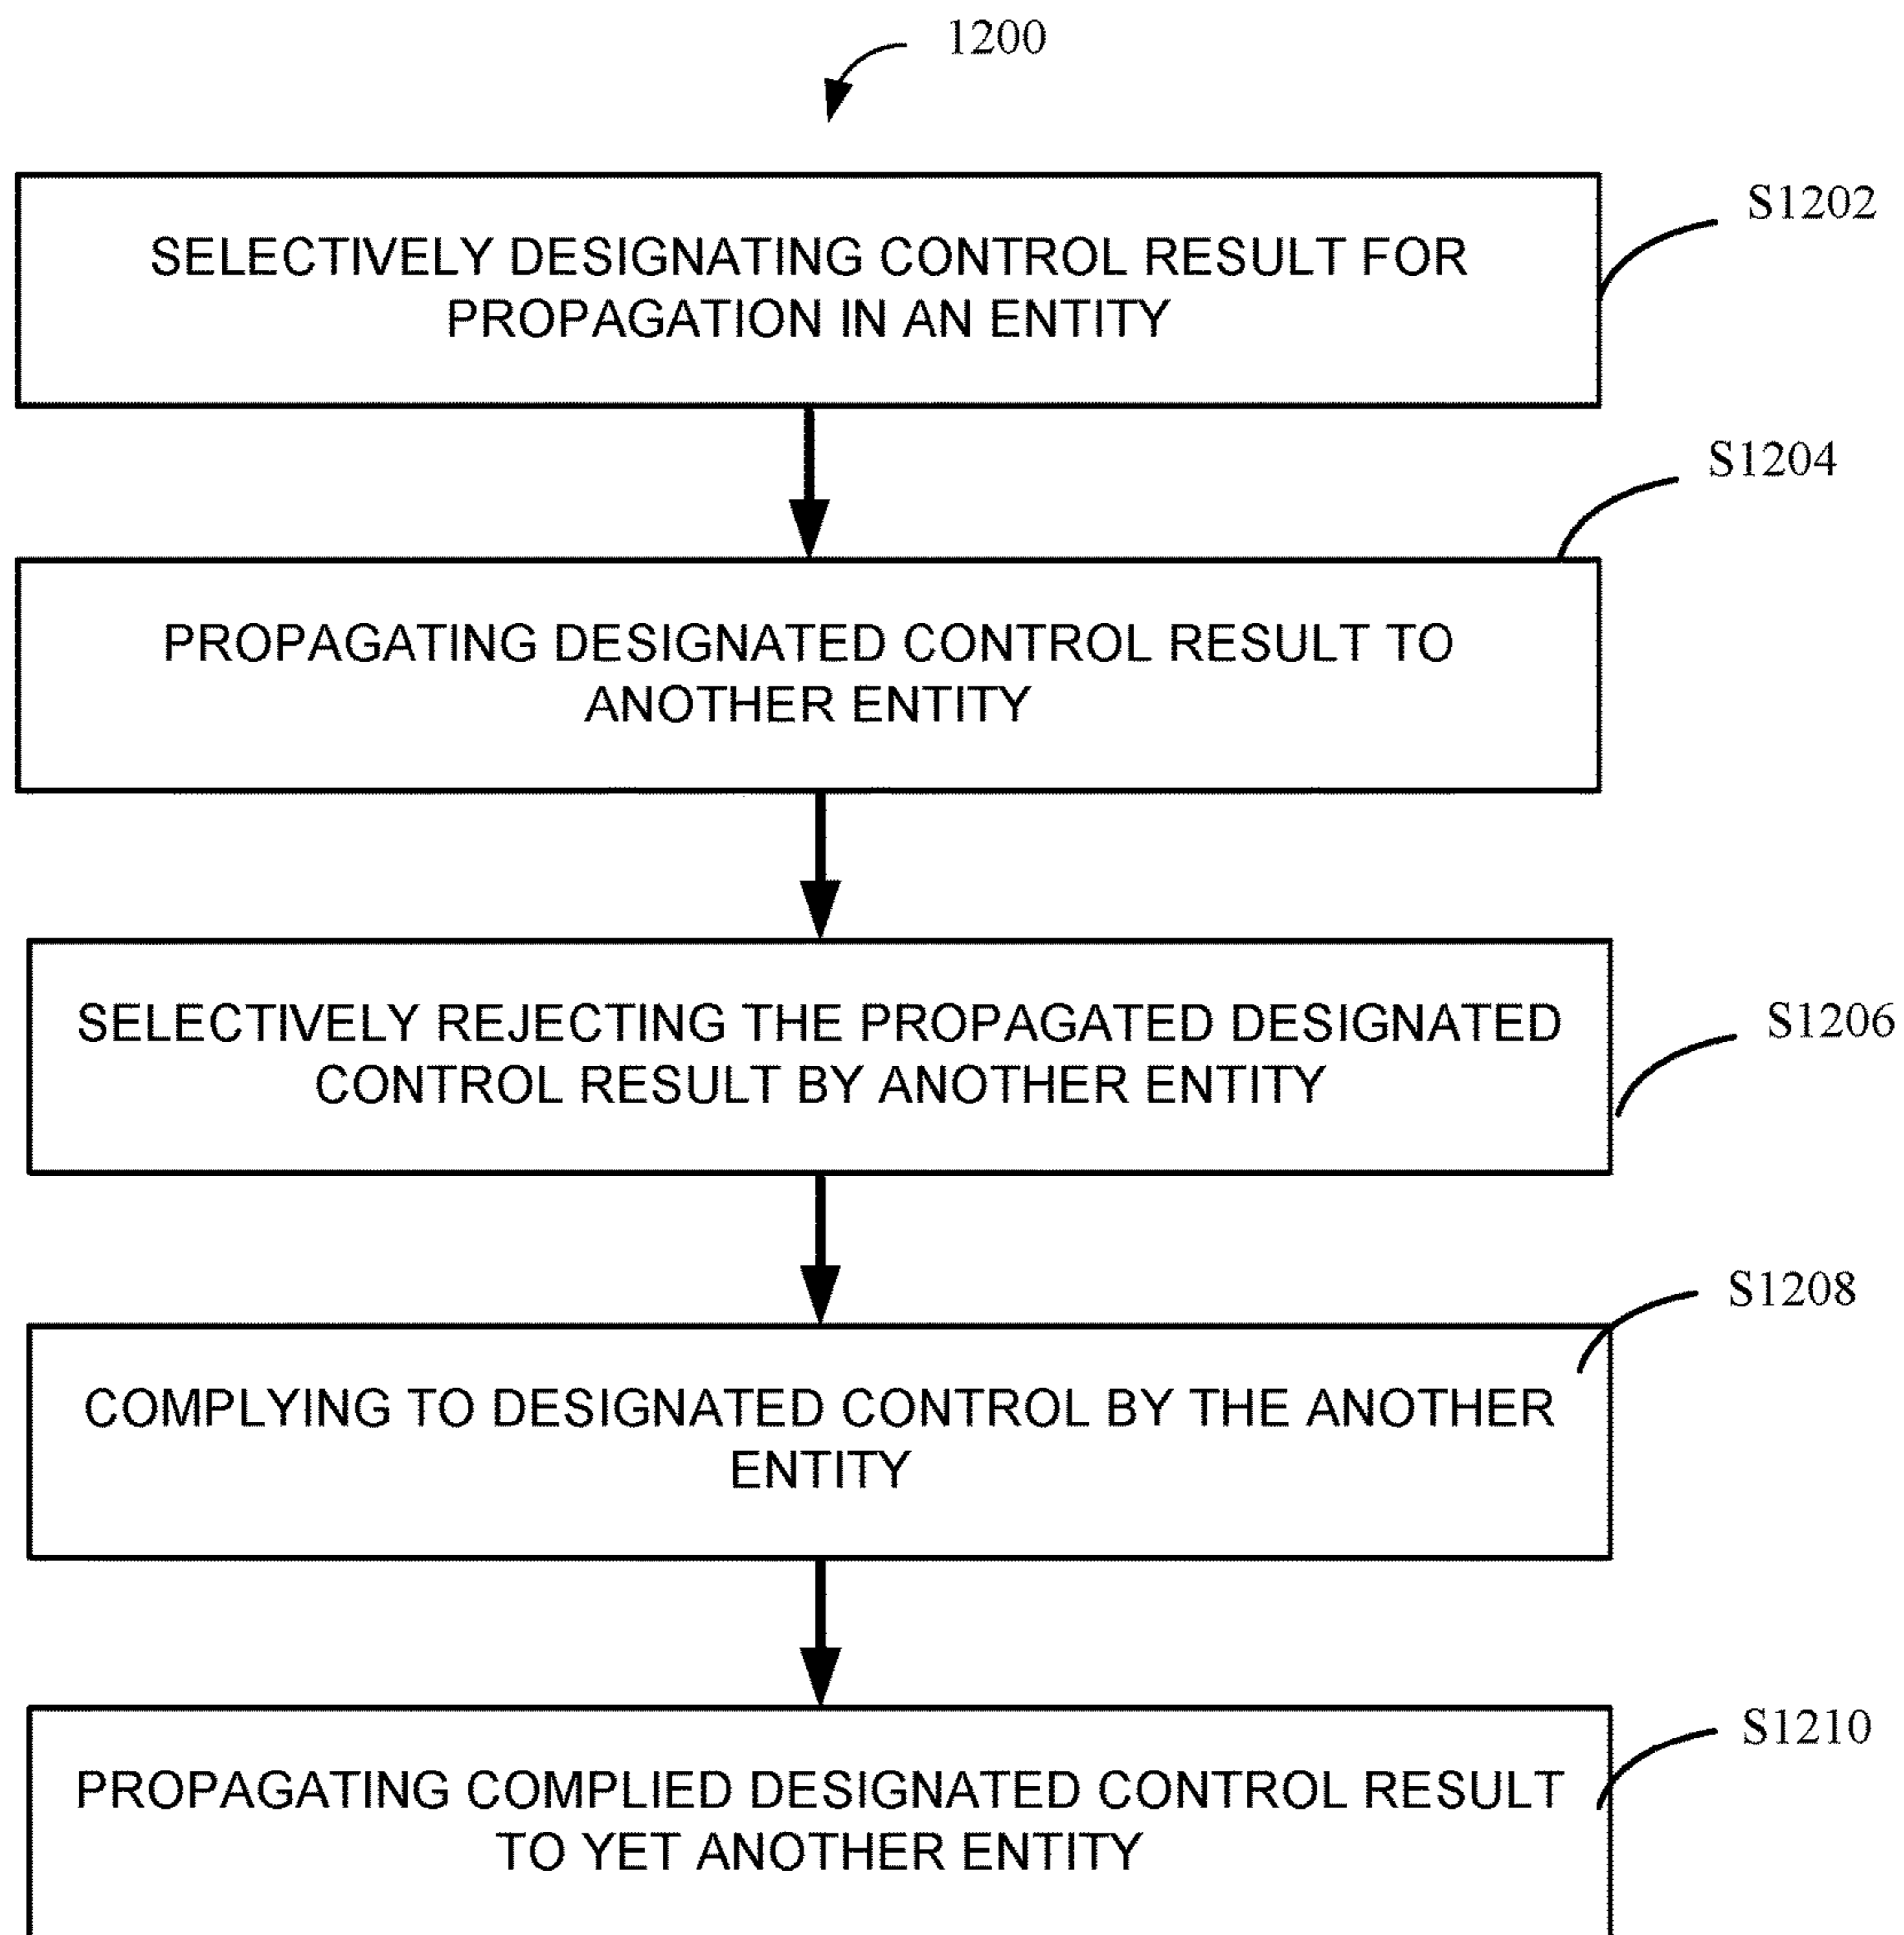 1200
S1202
SELECTIVELY DESIGNATING CONTROL RESULT FOR
PROPAGATION IN AN ENTITY
S1204
PROPAGATING DESIGNATED CONTROL RESULT TO
ANOTHER ENTITY
S1206
SELECTIVELY REJECTING THE PROPAGATED DESIGNATED
CONTROL RESULT BY ANOTHER ENTITY
S1208
COMPLYING TO DESIGNATED CONTROL BY THE ANOTHER
ENTITY
S1210
PROPAGATING COMPLIED DESIGNATED CONTROL RESULT
TO YET ANOTHER ENTITY